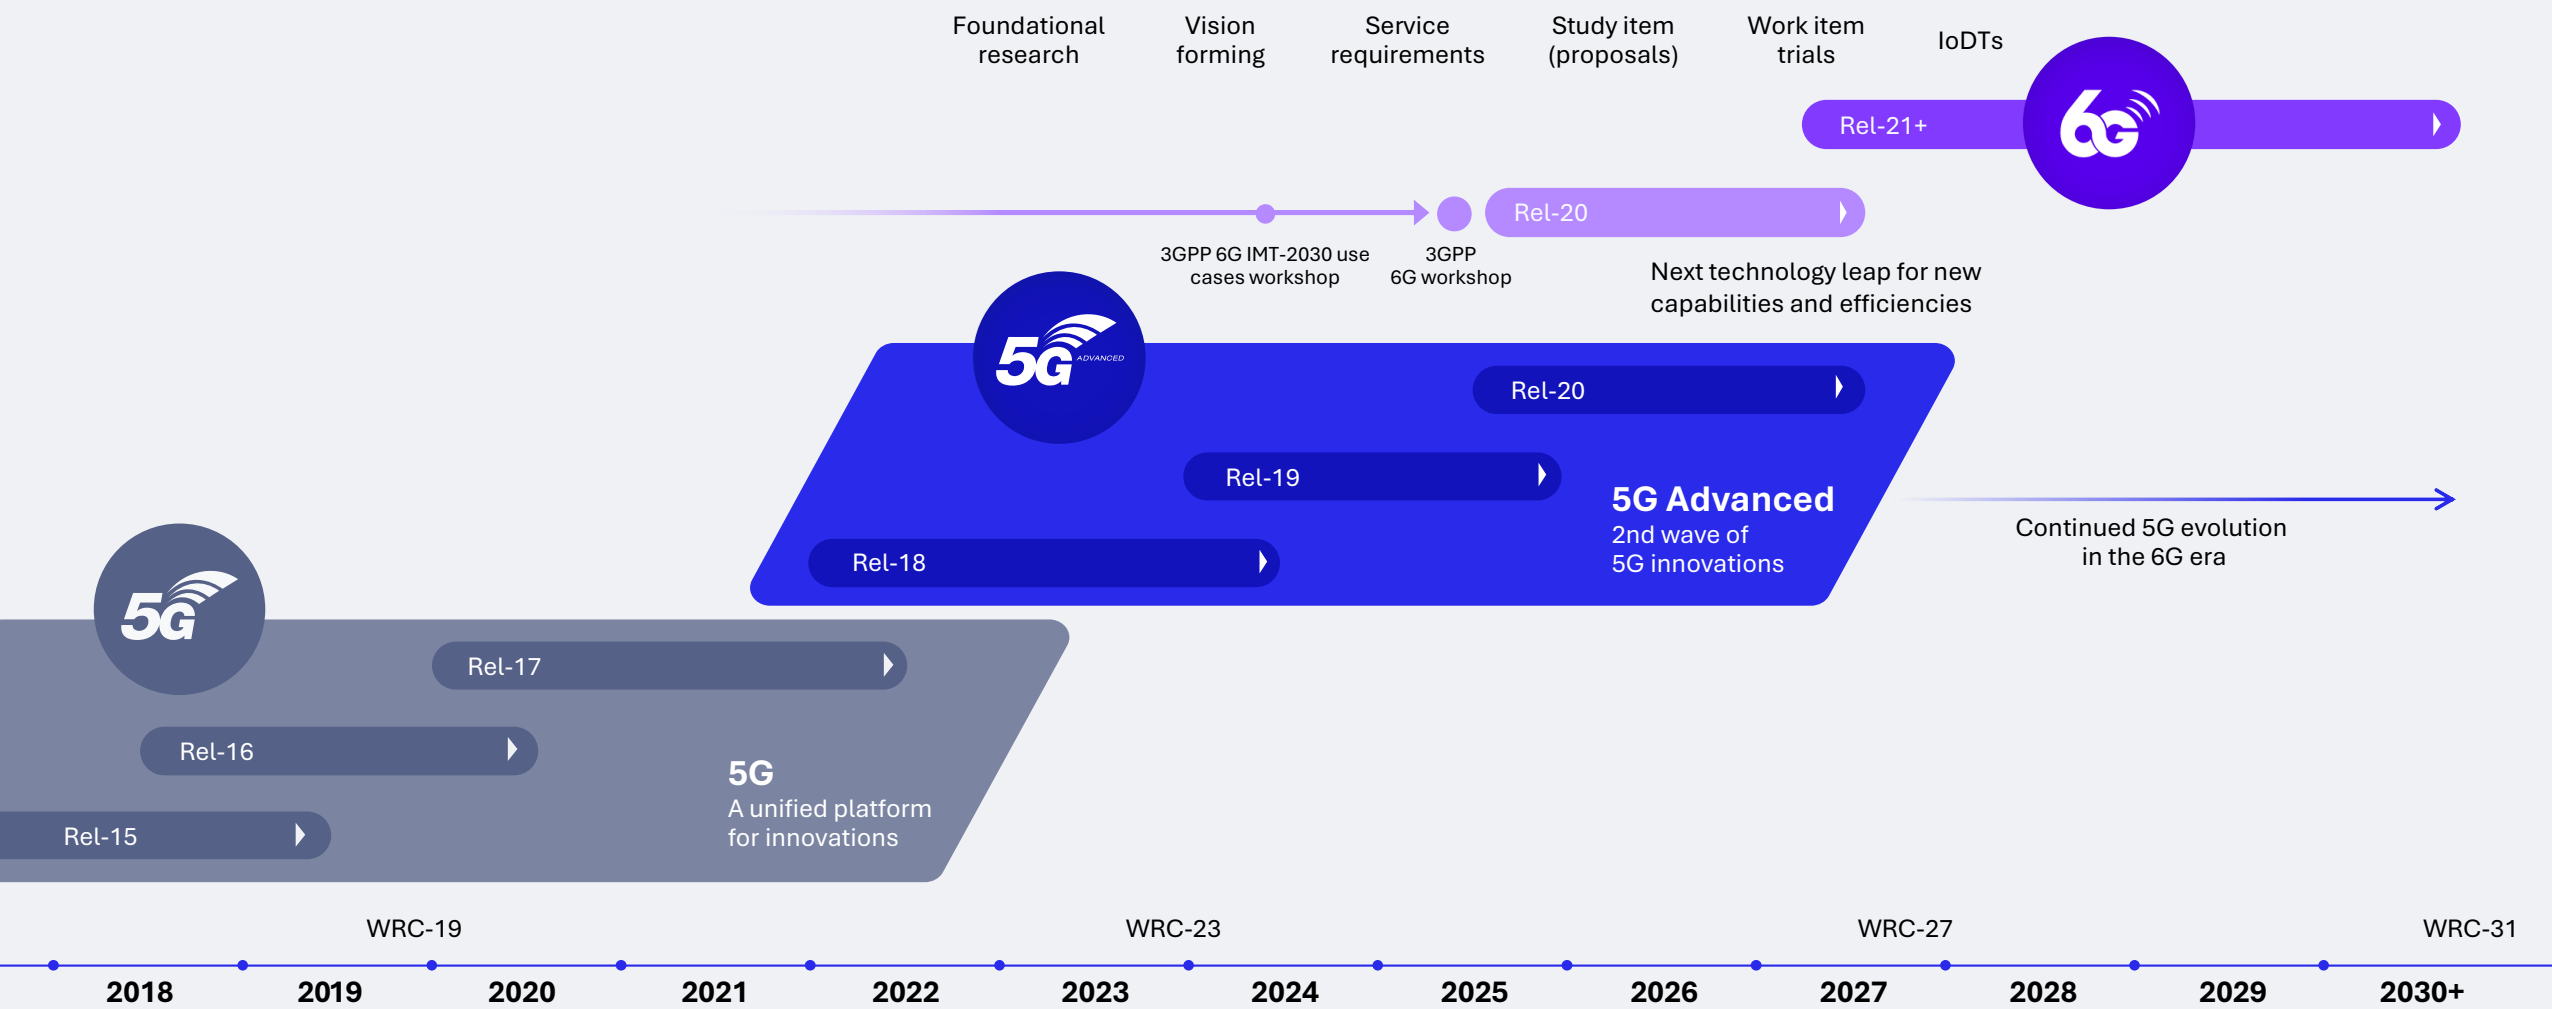 Foundational
research
Vision
forming
Service
requirements
Study item
(proposals)
Work item
trials
IoDTs
Rel-21+
6G
Rel-20
3GPP 6G IMT-2030 use
cases workshop
3GPP
6G workshop
Next technology leap for new
capabilities and efficiencies
5G
ADVANCED
Rel-20
Rel-19
Rel-18
5G Advanced
2nd wave of
5G innovations
Continued 5G evolution
in the 6G era
5G
Rel-17
Rel-16
Rel-15
5G
A unified platform
for innovations
WRC-19
WRC-23
WRC-27
WRC-31
2018
2019
2020
2021
2022
2023
2024
2025
2026
2027
2028
2029
2030+